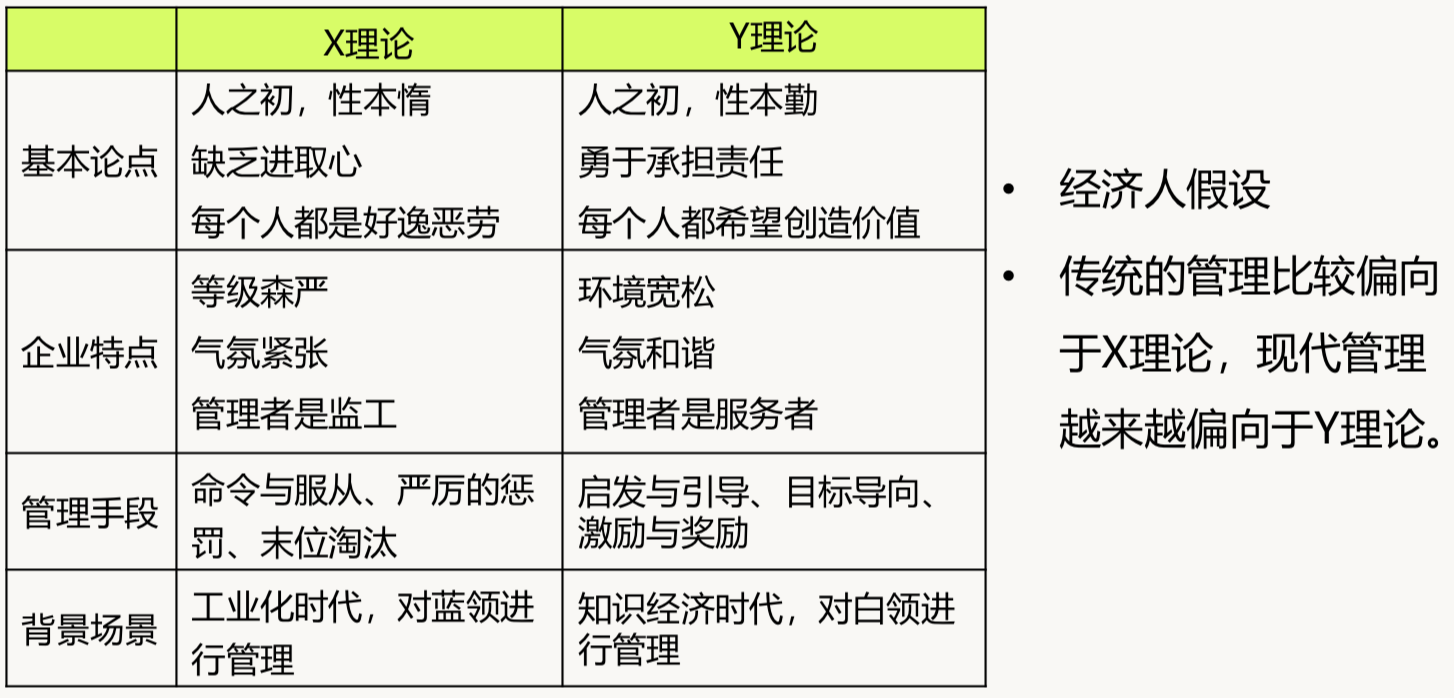 X理论
Y理论
基本论点
人之初，性本惰
缺乏进取心
每个人都是好逸恶劳
人之初，性本勤
勇于承担责任
每个人都希望创造价值
企业特点
等级森严
气氛紧张
管理者是监工
环境宽松
气氛和谐
管理者是服务者
管理手段
命令与服从、严厉的惩
罚、末位淘汰
启发与引导、目标导向、
激励与奖励
背景场景
工业化时代，对蓝领进
行管理
知识经济时代，对白领进
行管理
• 经济人假设
• 传统的管理比较偏向
于X理论，现代管理
越来越偏向于Y理论。